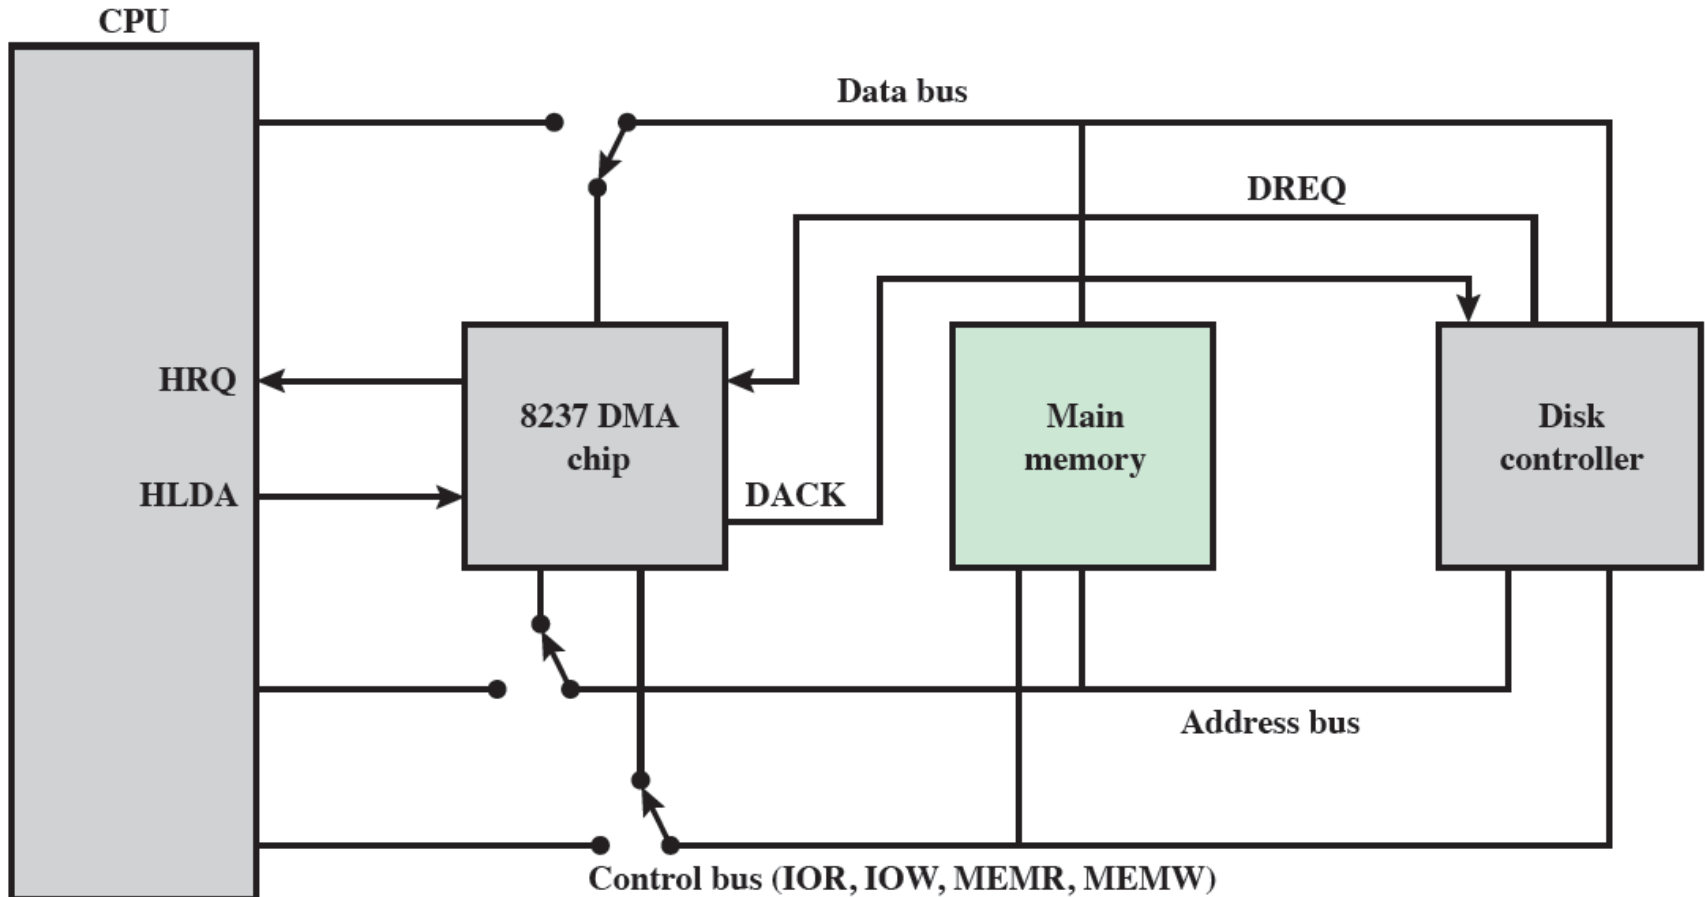 CPU
Data bus
DREQ
HRQ
8237 DMA
chip
Main
memory
Disk
controller
HLDA
DACK
Address bus
Control bus (IOR, IOW, MEMR, MEMW)